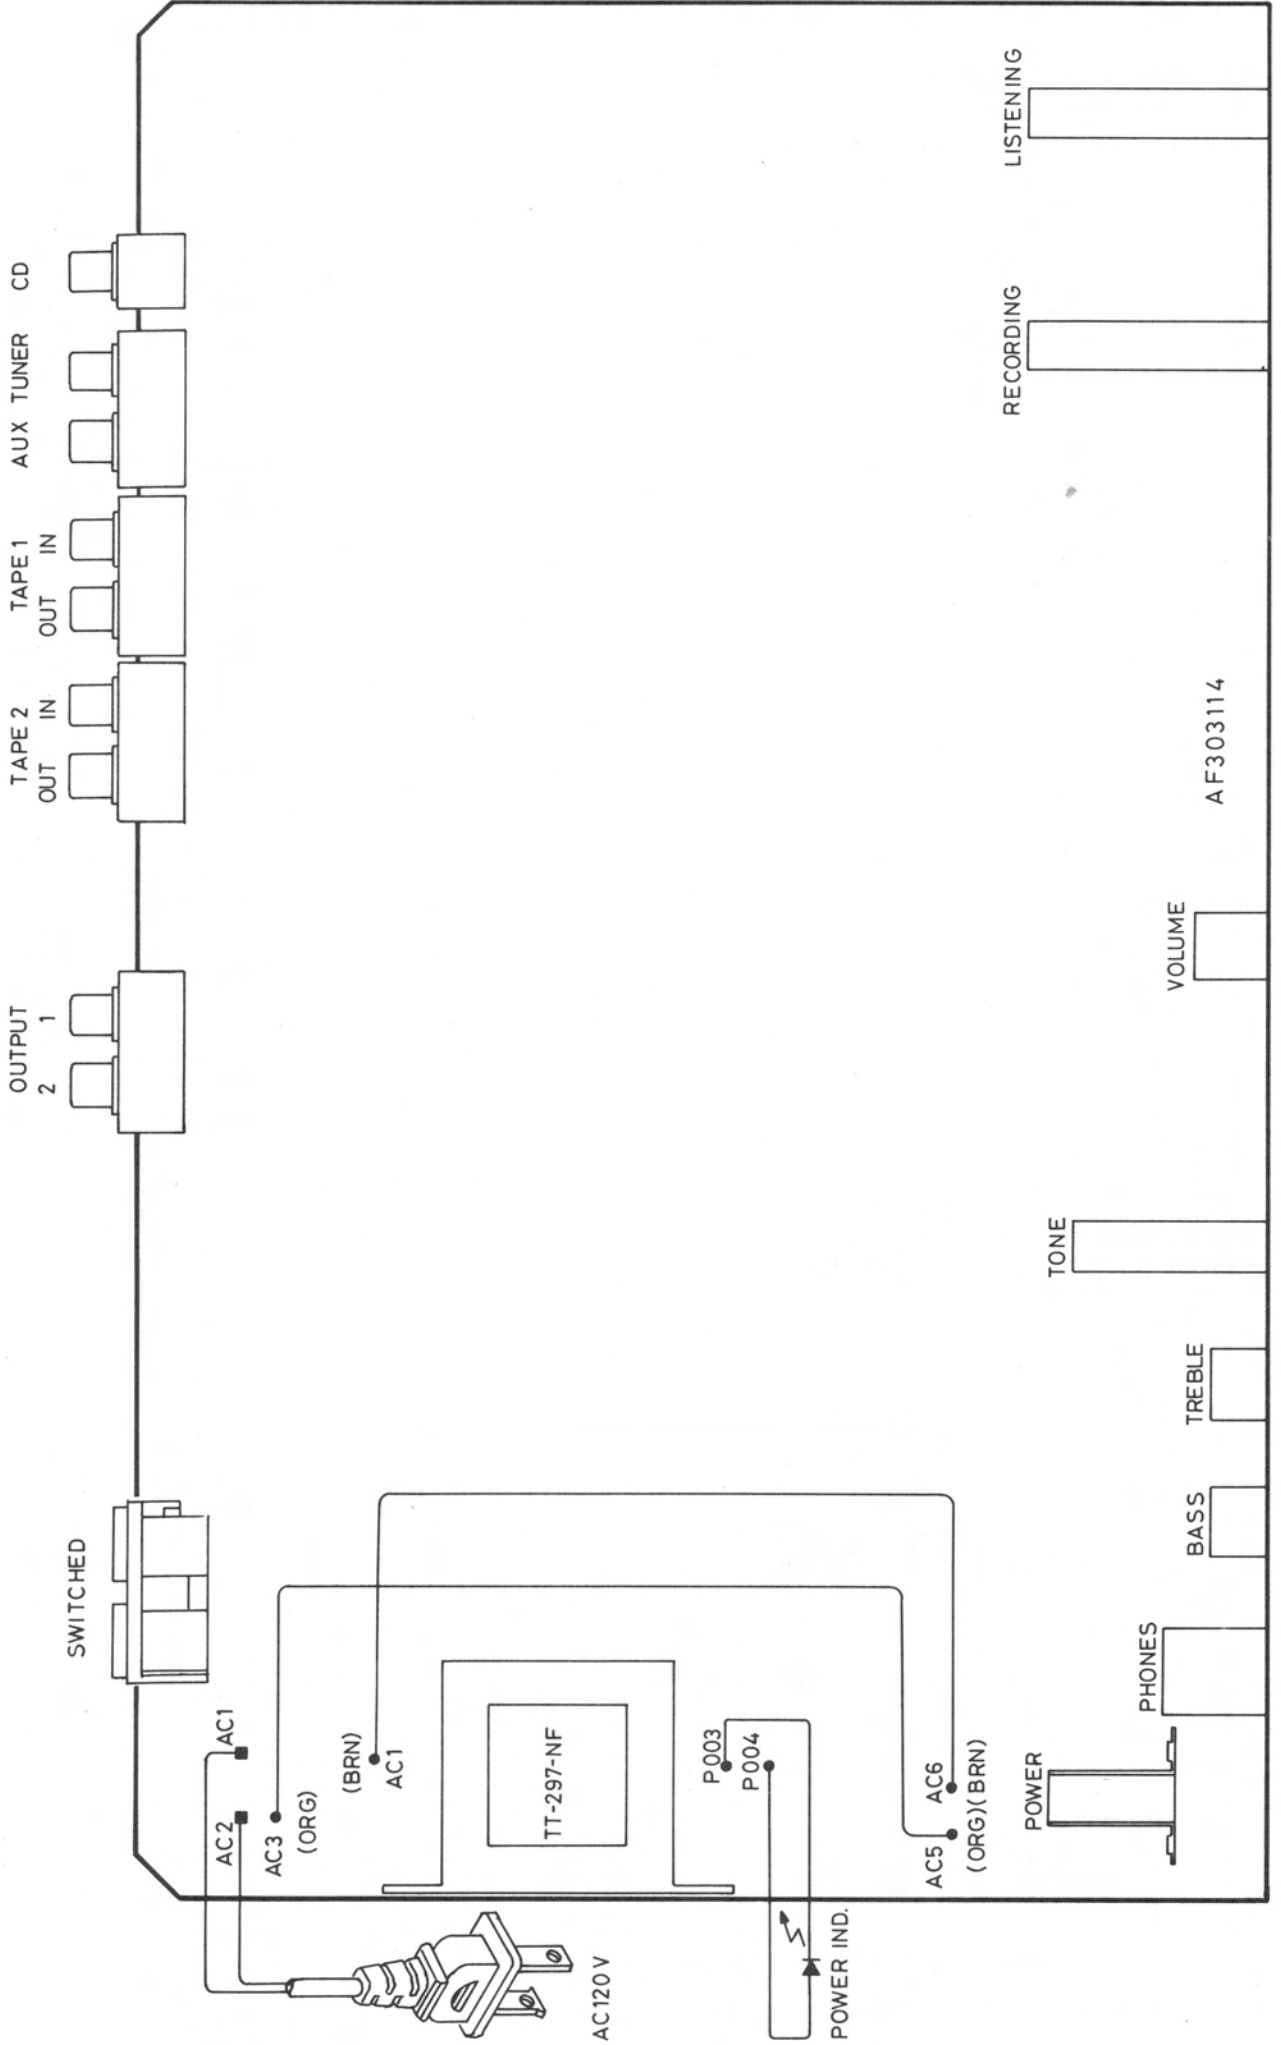 SWITCHED
OUTPUT
2 1
TAPE 2
OUT IN
TAPE 1
OUT IN
AUX TUNER CD
AC2 AC1
AC3
(ORG)
(BRN)
AC1
TT-297-NF
AC120V
P003
P004
POWER IND.
AC5 AC6
(ORG)(BRN)
POWER
PHONES
BASS
TREBLE
TONE
VOLUME
AF303114
RECORDING
LISTENING